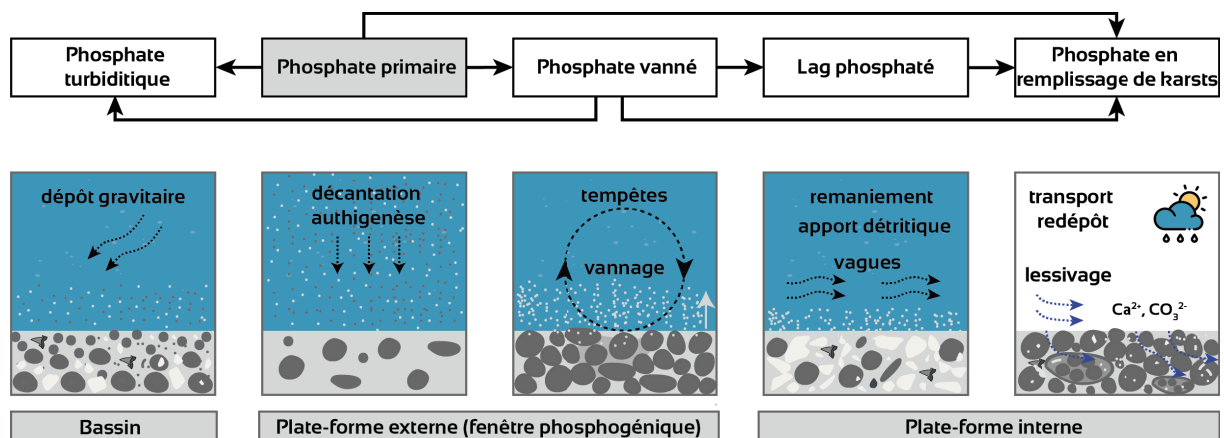 Phosphate
turbiditique
Phosphate primaire
Phosphate vanné
Lag phosphaté
Phosphate en
remplissage de karsts
dépôt gravitaire
décantation
authigenèse
tempêtes
vannage
remaniement
apport détritique
vagues
transport
redépôt
lessivage
Ca²⁺, CO₃²⁻
Bassin
Plate-forme externe (fenêtre phosphogénique)
Plate-forme interne